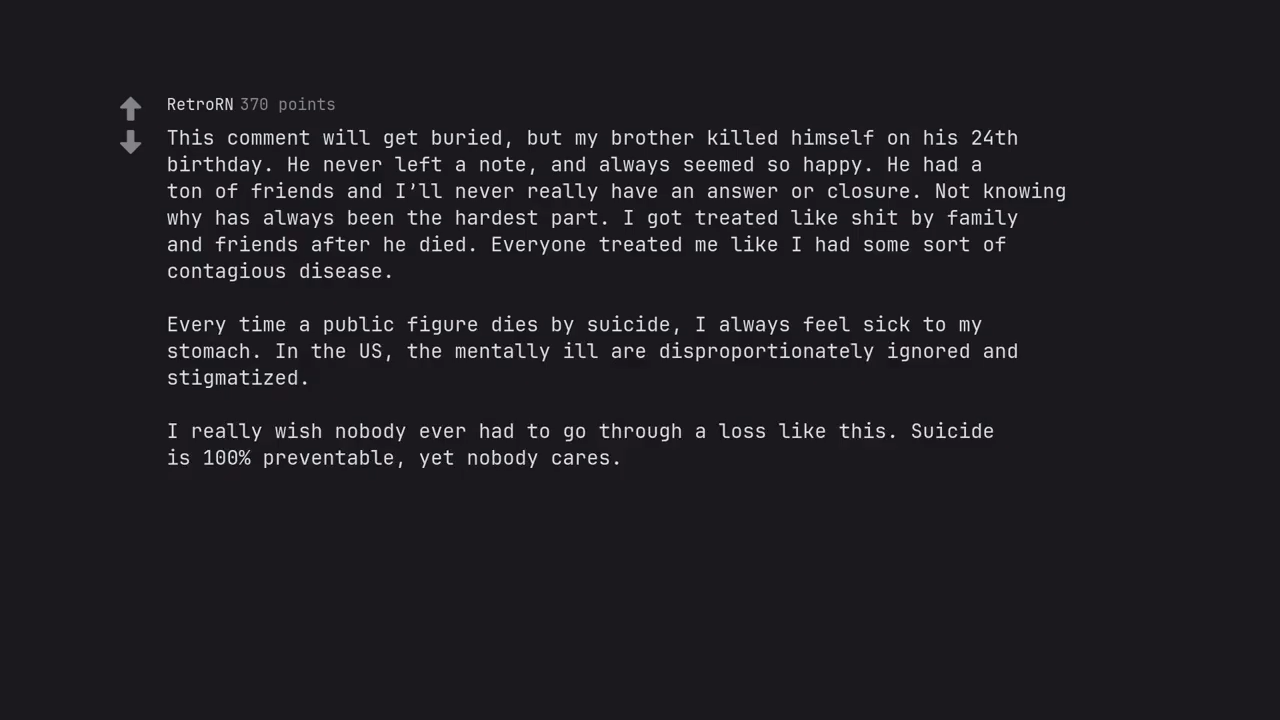 RetroRN 370 points
This comment will get buried, but my brother killed himself on his 24th
birthday. He never left a note, and always seemed so happy. He had a
ton of friends and I’ll never really have an answer or closure. Not knowing
why has always been the hardest part. I got treated like shit by family
and friends after he died. Everyone treated me like I had some sort of
contagious disease.
Every time a public figure dies by suicide, I always feel sick to my
stomach. In the US, the mentally ill are disproportionately ignored and
stigmatized.
I really wish nobody ever had to go through a loss like this. Suicide
is 100% preventable, yet nobody cares.